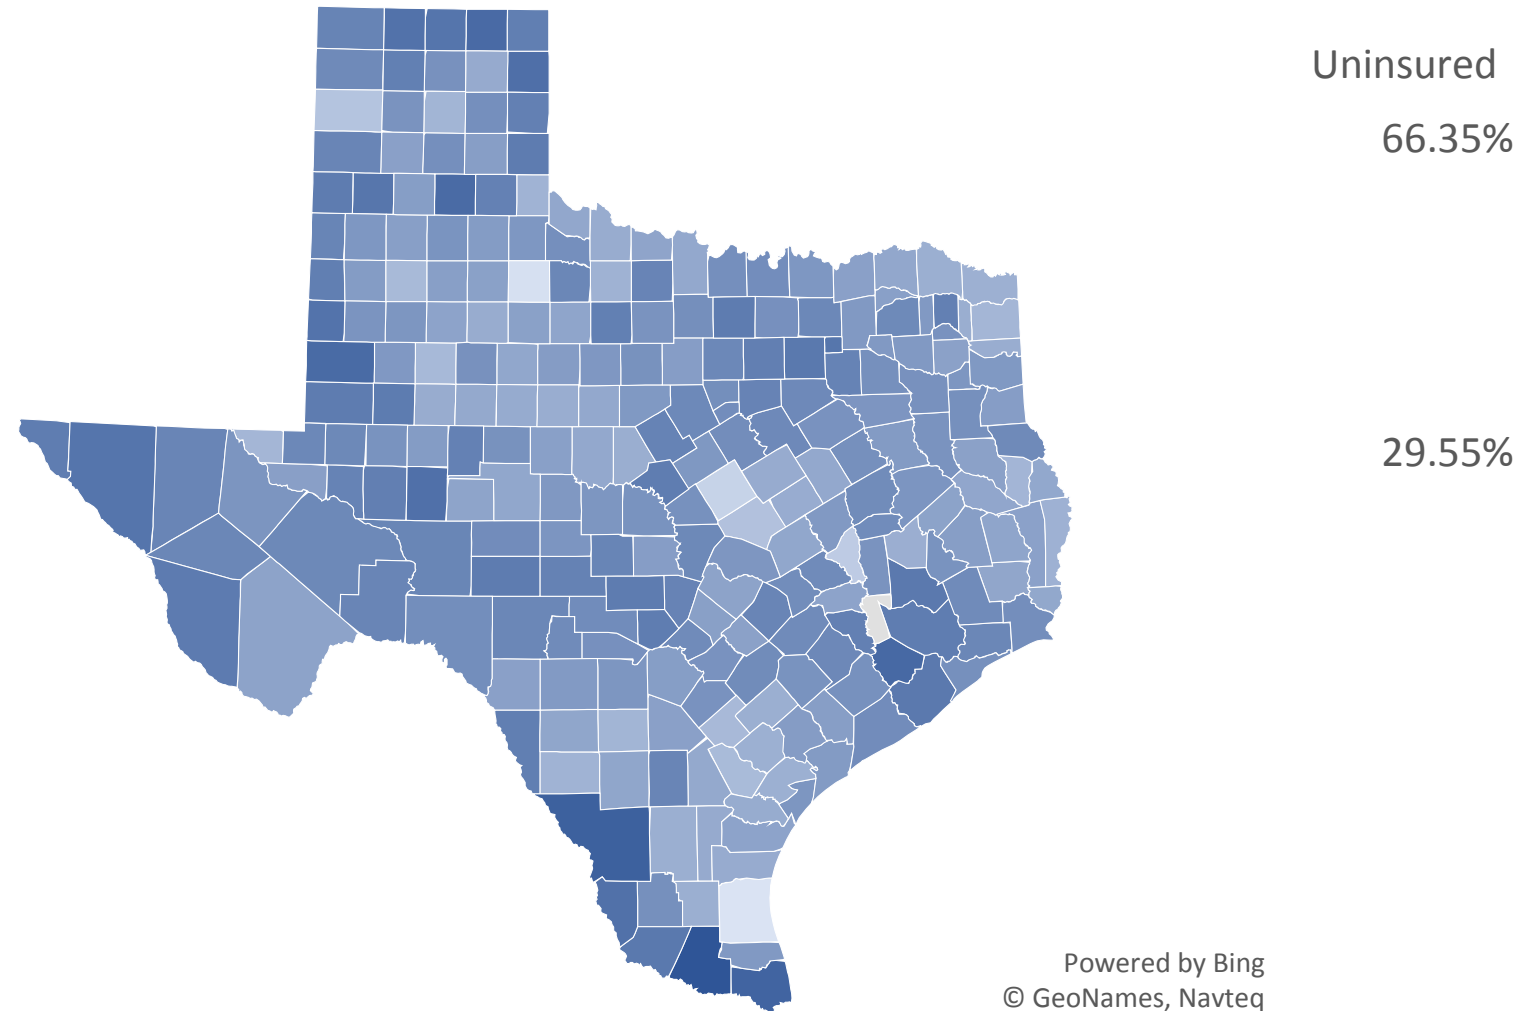 Uninsured
66.35%
29.55%
Powered by Bing
© GeoNames, Navteq